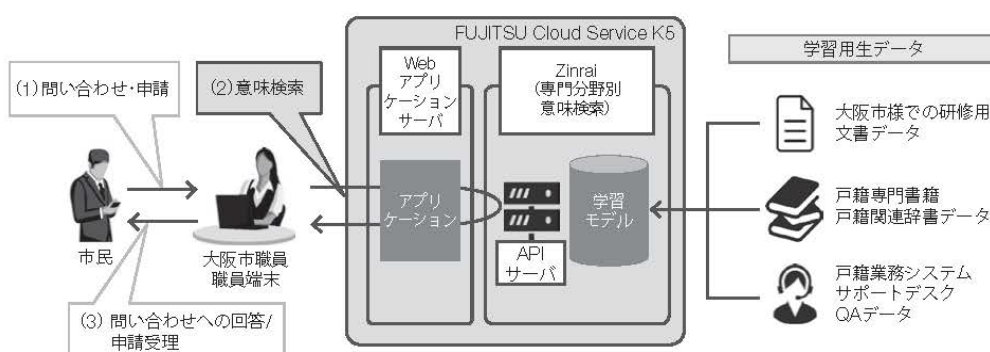 FUJITSU Cloud Service K5
学習用生データ
(1)問い合わせ・申請
(2)意味検索
Web
アプリ
ケーション
サーバ
Zinrai
(専門分野別
意味検索)
大阪市様での研修用
文書データ
アプリ
ケーション
学習
モデル
戸籍専門書籍
戸籍関連辞書データ
API
サーバ
市民
大阪市職員
職員端末
戸籍業務システム
サポートデスク
QAデータ
(3) 問い合わせへの回答/
申請受理